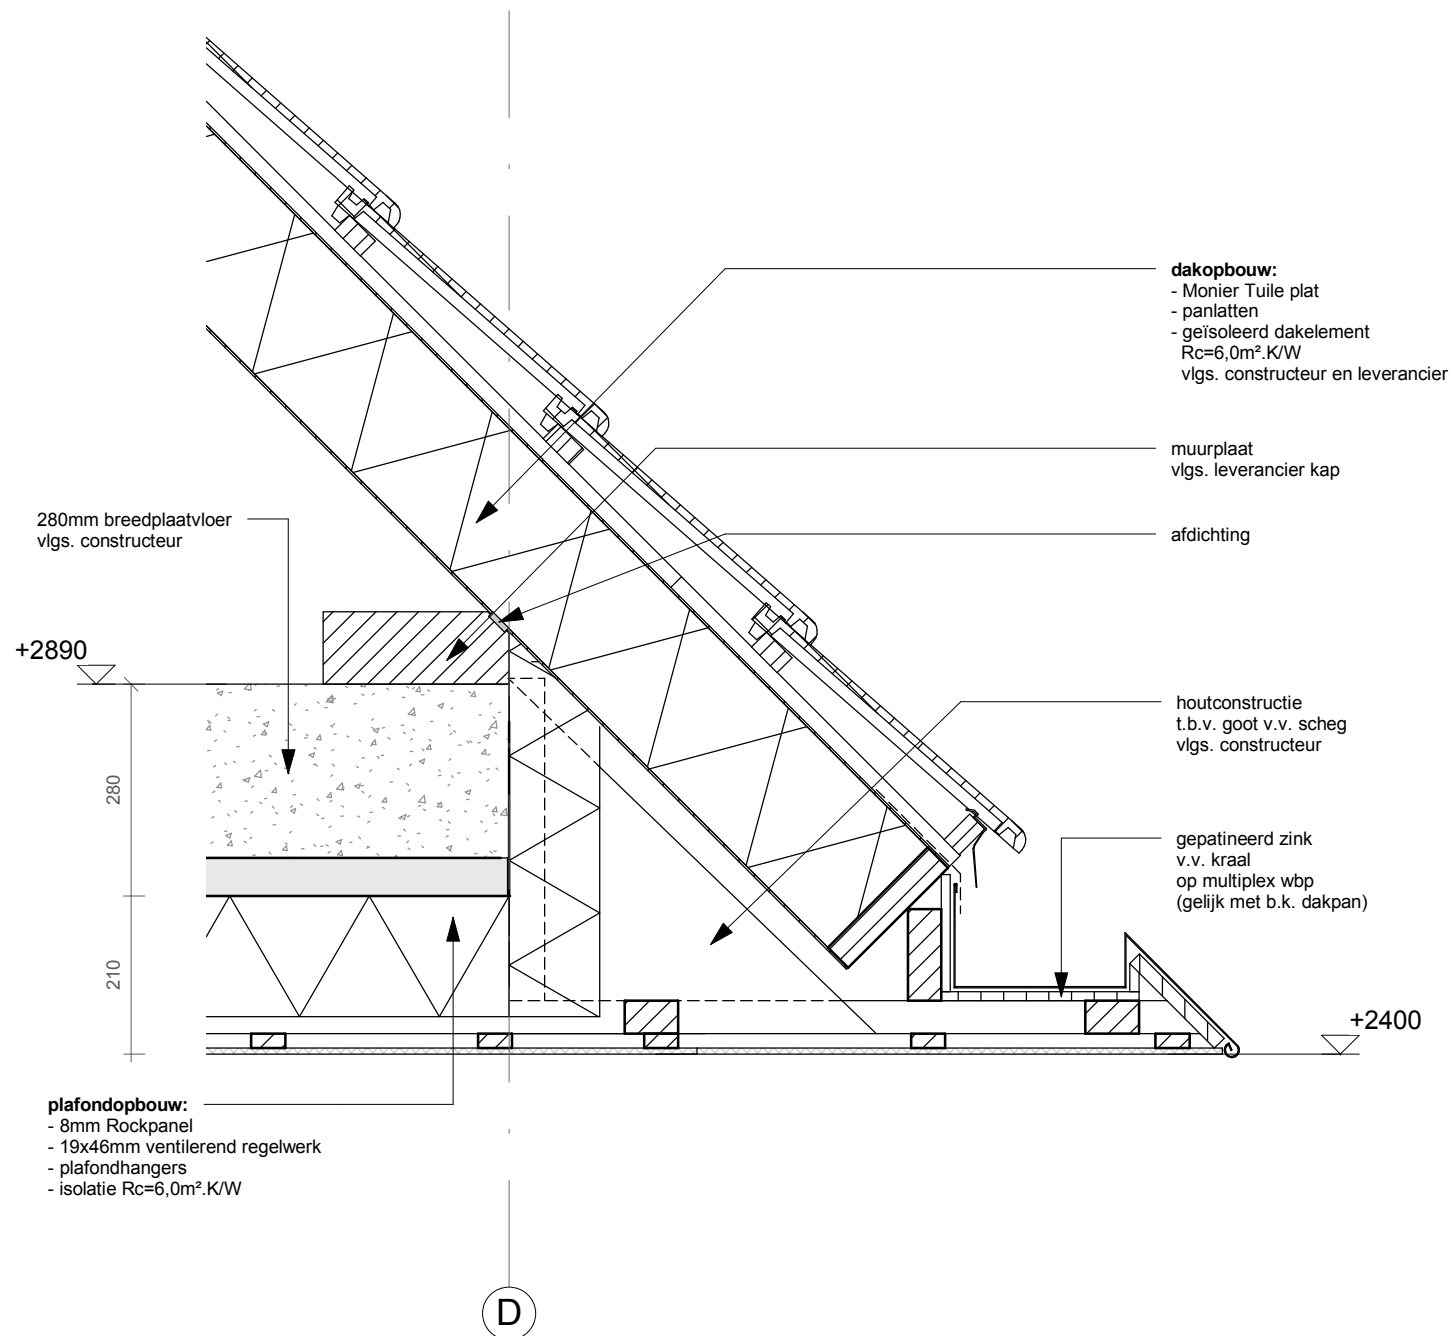 dakopbouw:
- Monier Tuile plat
- panlatten
- geïsoleerd dakelement
Rc=6,0m².K/W
vlgs. constructeur en leverancier
muurplaat
vlgs. leverancier kap
280mm breedplaatvloer
vlgs. constructeur
afdichting
+2890
houtconstructie
t.b.v. goot v.v. scheg
vlgs. constructeur
280
gepatineerd zink
v.v. kraal
op multiplex wbp
(gelijk met b.k. dakpan)
210
+2400
plafondopbouw:
- 8mm Rockpanel
- 19x46mm ventilerend regelwerk
- plafondhangers
- isolatie Rc=6,0m².K/W
D